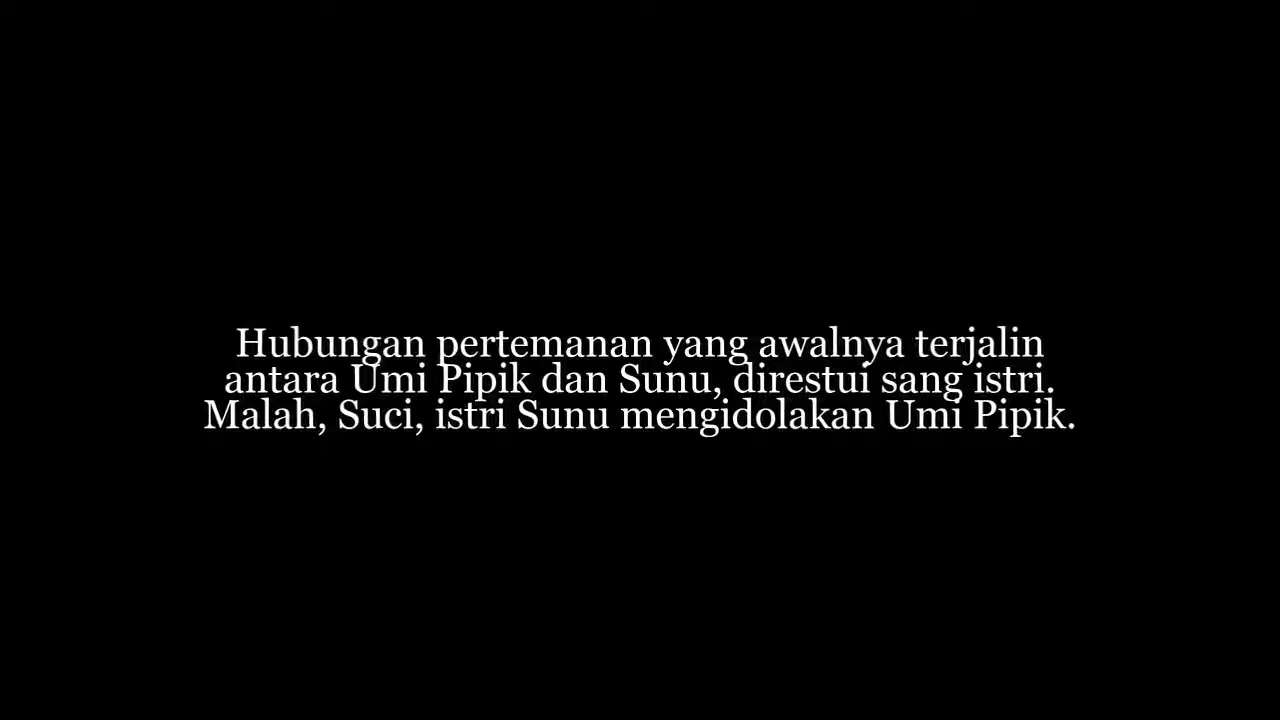 Hubungan pertemanan yang awalnya terjalin
antara Umi Pipik dan Sunu, direstui sang istri.
Malah, Suci, istri Sunu mengidolakan Umi Pipik.